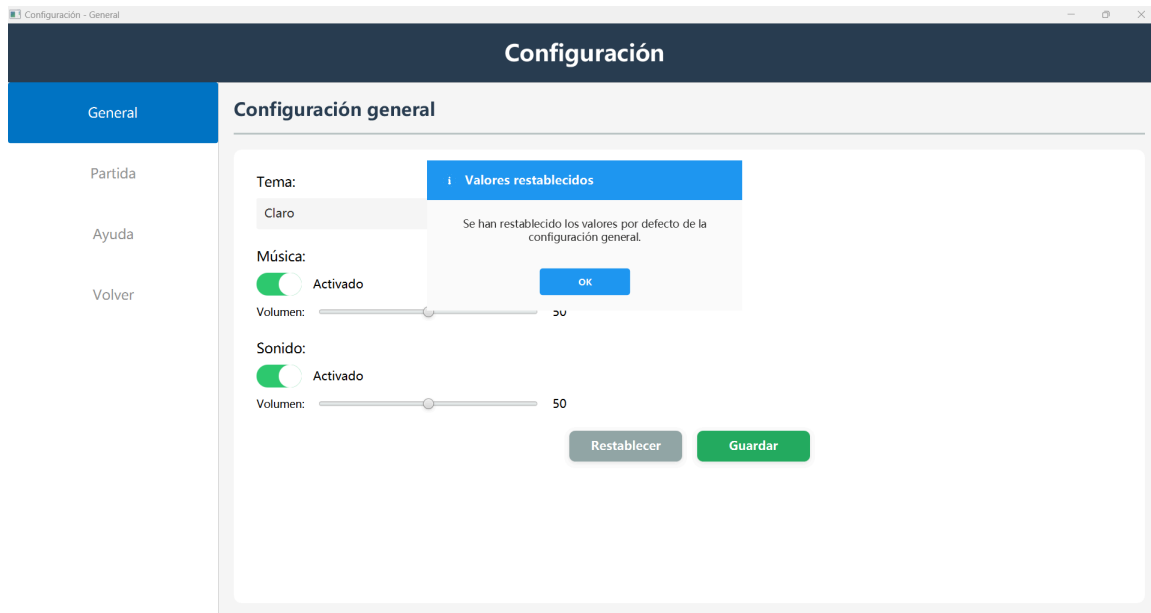 Configuración - General
Configuración
General
Partida
Ayuda
Volver
Configuración general
Tema:
Claro
Música:
Activado
Volumen:
50
Sonido:
Activado
Volumen:
50
Restablecer
Guardar
i Valores restablecidos
Se han restablecido los valores por defecto de la
configuración general.
OK